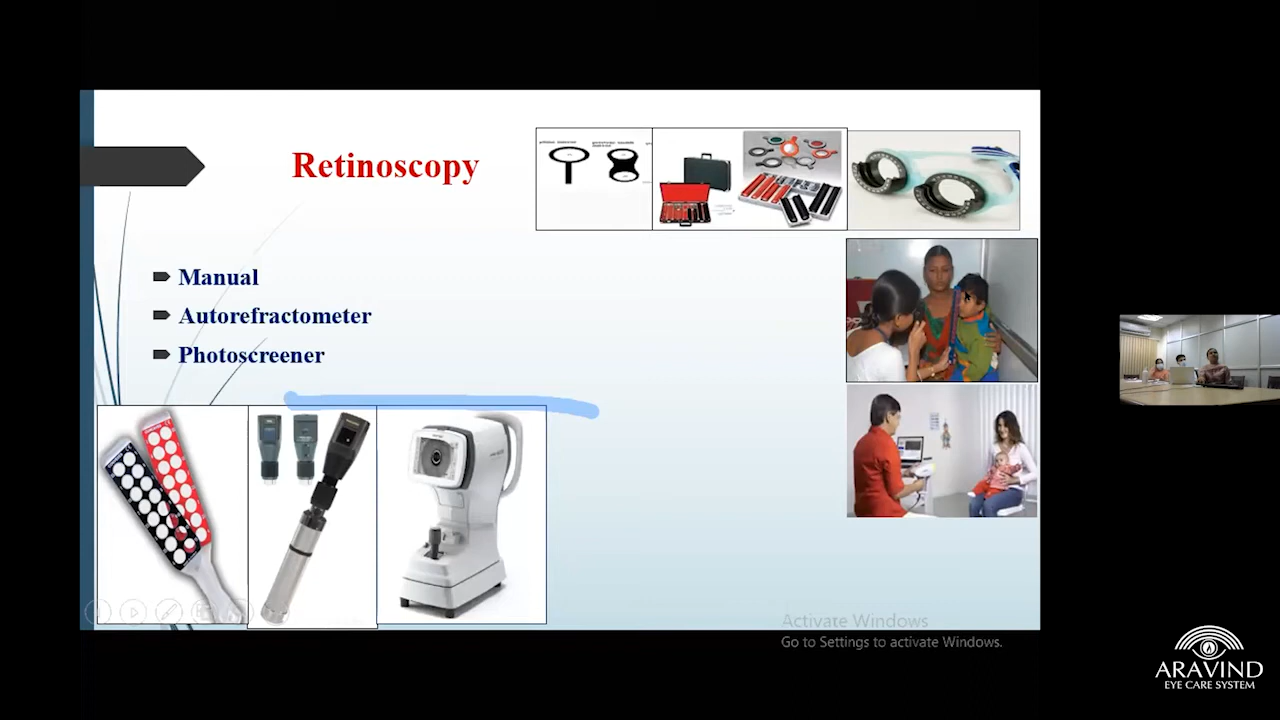 Retinoscopy
Manual
Autorefractometer
Photoscreener
Activate Windows
Go to Settings to activate Windows.
ARAVIND
EYE CARE SYSTEM